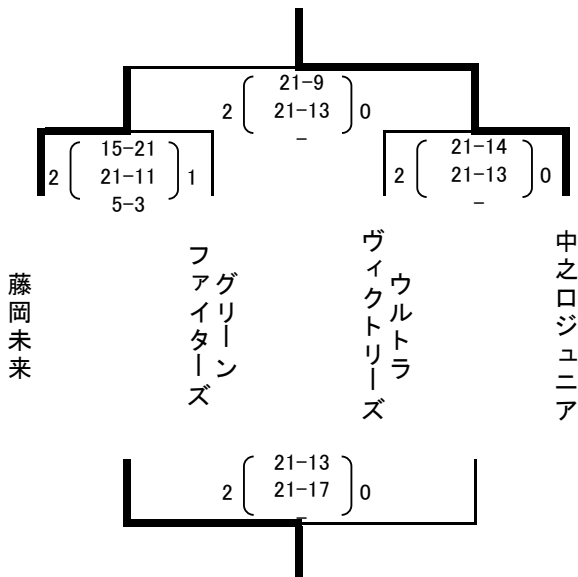 21-9
2 21-13 0
-
15-21
2 21-11 1
5-3
21-14
2 21-13 0
-
藤岡未来
グリーン
ファイターズ
ウルトラ
ヴィクトリーズ
中之口ジュニア
21-13
2 21-17 0
-